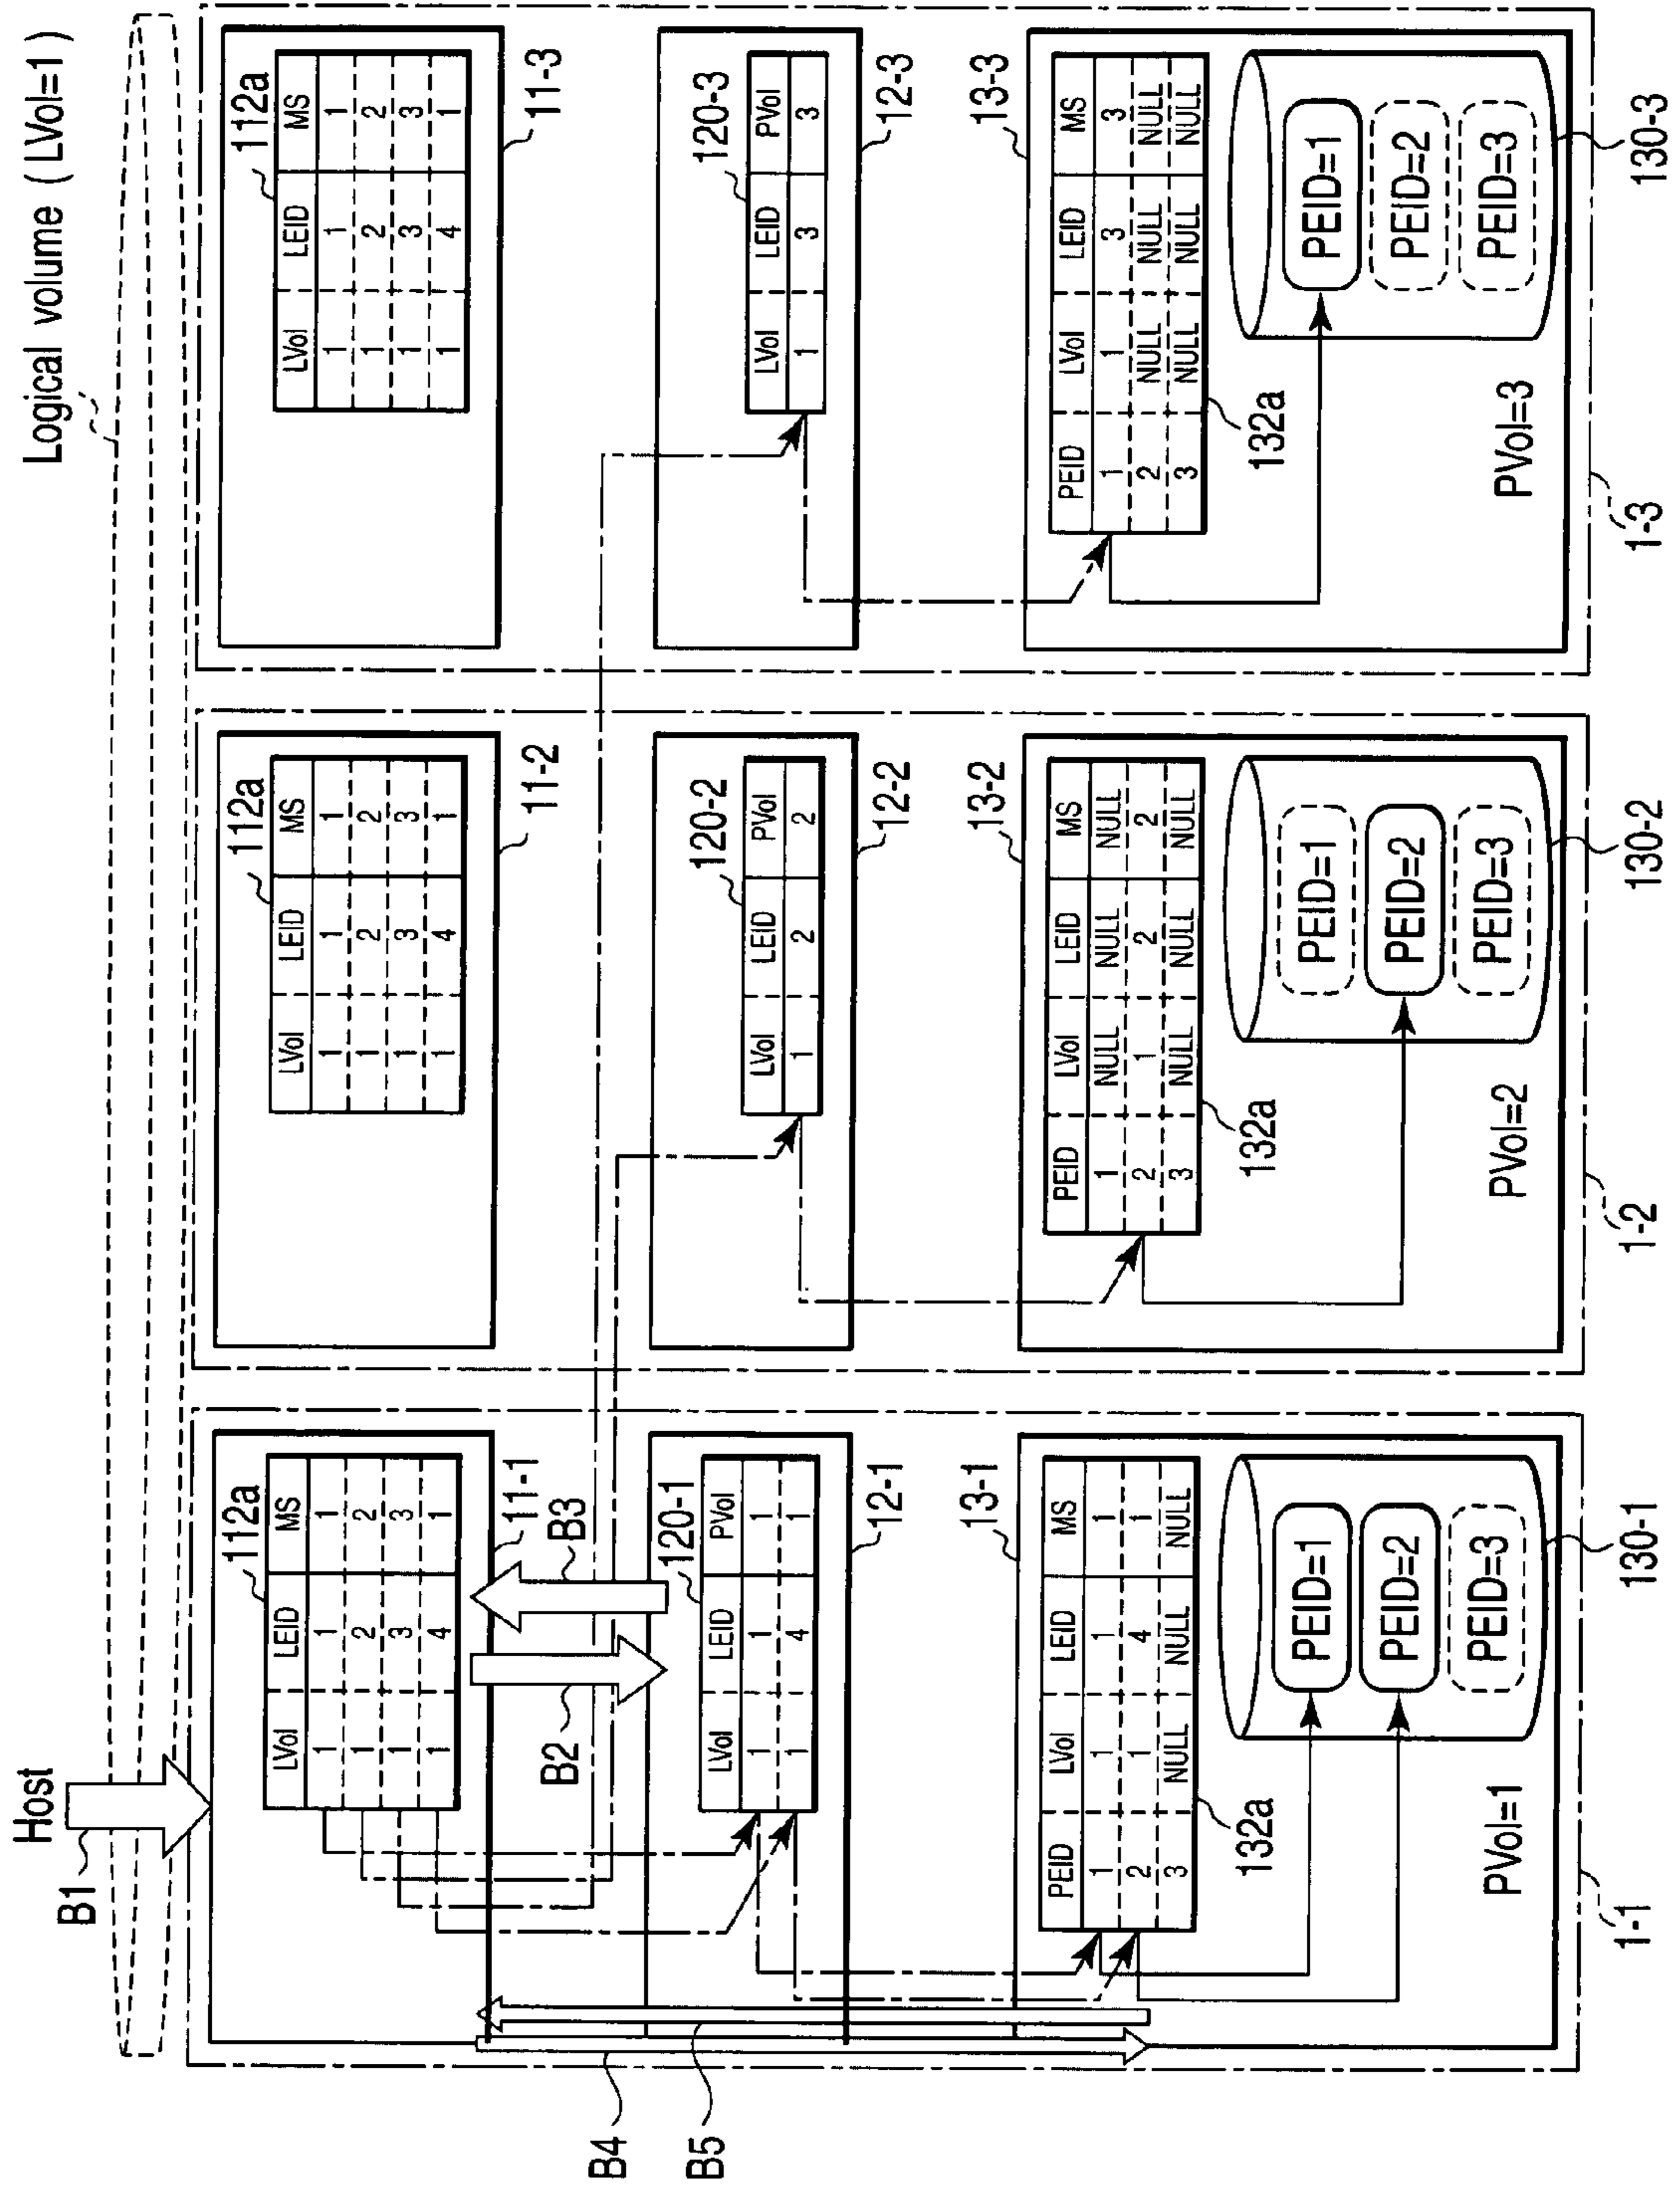 Logical volume (LVol=1)
Host
B1
112a
LVol LEID MS
1 1 1
1 2 2
1 3 3
1 4 1
11-1
B2
B3
120-1
LVol LEID PVol
1 1 1
1 4 1
12-1
13-1
PEID LVol LEID MS
1 1 1 1
2 1 4 1
3 NULL NULL NULL
132a
PEID=1
PEID=2
PEID=3
PVol=1
130-1
1-1
B4
B5
112a
LVol LEID MS
1 1 1
1 2 2
1 3 3
1 4 1
11-2
120-2
LVol LEID PVol
1 2 2
12-2
13-2
PEID LVol LEID MS
1 NULL NULL NULL
2 1 2 2
3 NULL NULL NULL
132a
PEID=1
PEID=2
PEID=3
PVol=2
130-2
1-2
112a
LVol LEID MS
1 1 1
1 2 2
1 3 3
1 4 1
11-3
120-3
LVol LEID PVol
1 3 3
12-3
13-3
PEID LVol LEID MS
1 1 3 3
2 NULL NULL NULL
3 NULL NULL NULL
132a
PEID=1
PEID=2
PEID=3
PVol=3
130-3
1-3